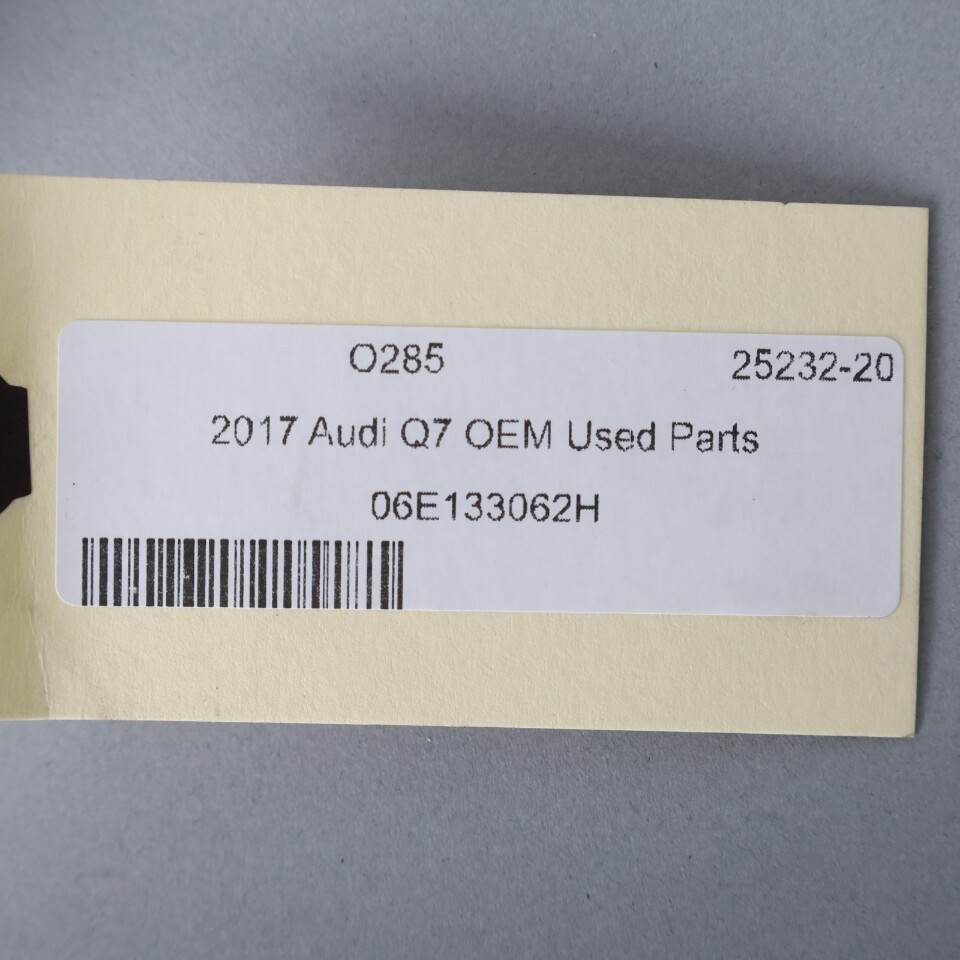 O285 25232-20
2017 Audi Q7 OEM Used Parts
06E133062H